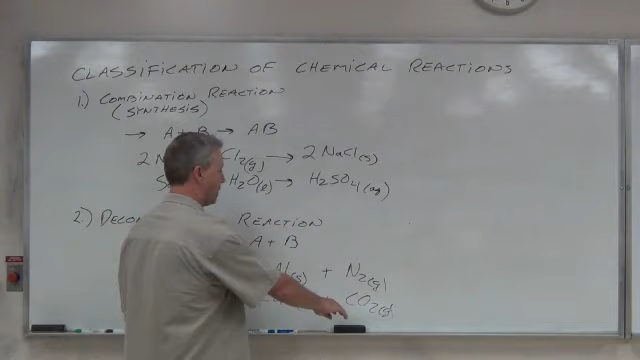 CLASSIFICATION OF CHEMICAL REACTIONS
1.) COMBINATION REACTION
(SYNTHESIS)
→ A + B → AB
2 Cl2(g) → 2 NaCl(s)
H2O(l) → H2SO4(aq)
2.) REACTION
A + B
+ N2(g)
CO2(g)